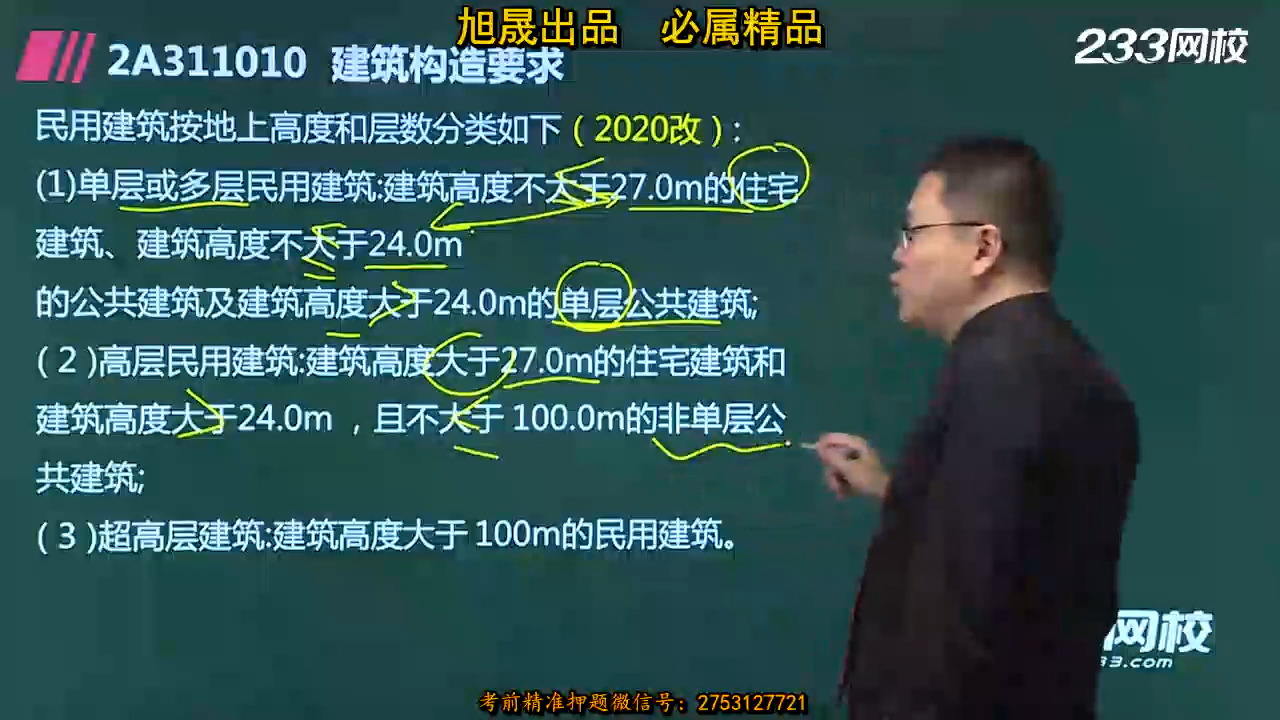 旭晟出品 必属精品
233网校
2A311010 建筑构造要求
民用建筑按地上高度和层数分类如下(2020改):
(1)单层或多层民用建筑:建筑高度不大于27.0m的住宅
建筑、建筑高度不大于24.0m
的公共建筑及建筑高度大于24.0m的单层公共建筑;
(2)高层民用建筑:建筑高度大于27.0m的住宅建筑和
建筑高度大于24.0m ,且不大于 100.0m的非单层公
共建筑;
(3)超高层建筑:建筑高度大于 100m的民用建筑。
网校
33.com
考前精准押题微信号:2753127721